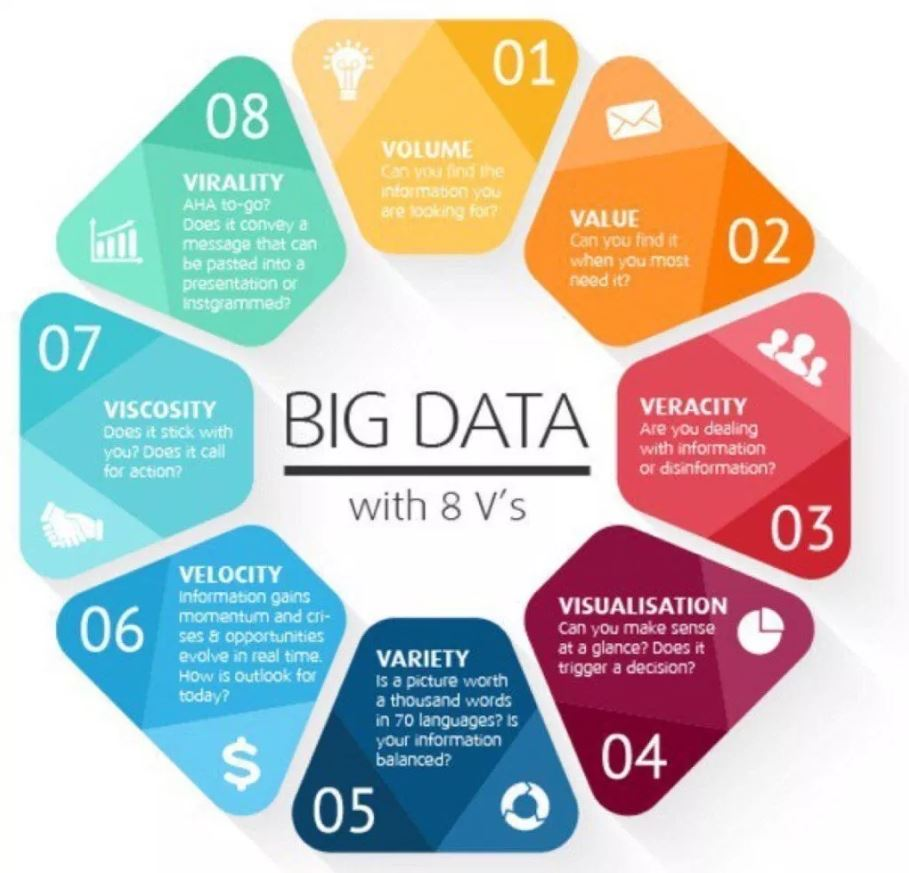 BIG DATA
with 8 V's
01
VOLUME
Can you find the
information you
are looking for?
02
VALUE
Can you find it
when you most
need it?
03
VERACITY
Are you dealing
with information
or disinformation?
04
VISUALISATION
Can you make sense
at a glance? Does it
trigger a decision?
05
VARIETY
Is a picture worth
a thousand words
in 70 languages? Is
your information
balanced?
06
VELOCITY
Information gains
momentum and cri-
ses & opportunities
evolve in real time.
How is outlook for
today?
$
07
VISCOSITY
Does it stick with
you? Does it call
for action?
08
VIRALITY
AHA to-go?
Does it convey a
message that can
be pasted into a
presentation or
Instgrammed?